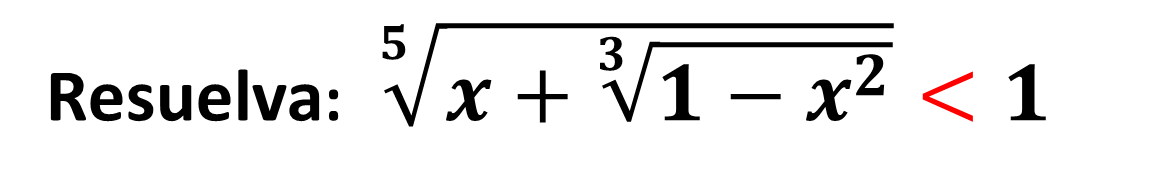 Resuelva: ⁵√(x + ³√(1 − x²)) < 1